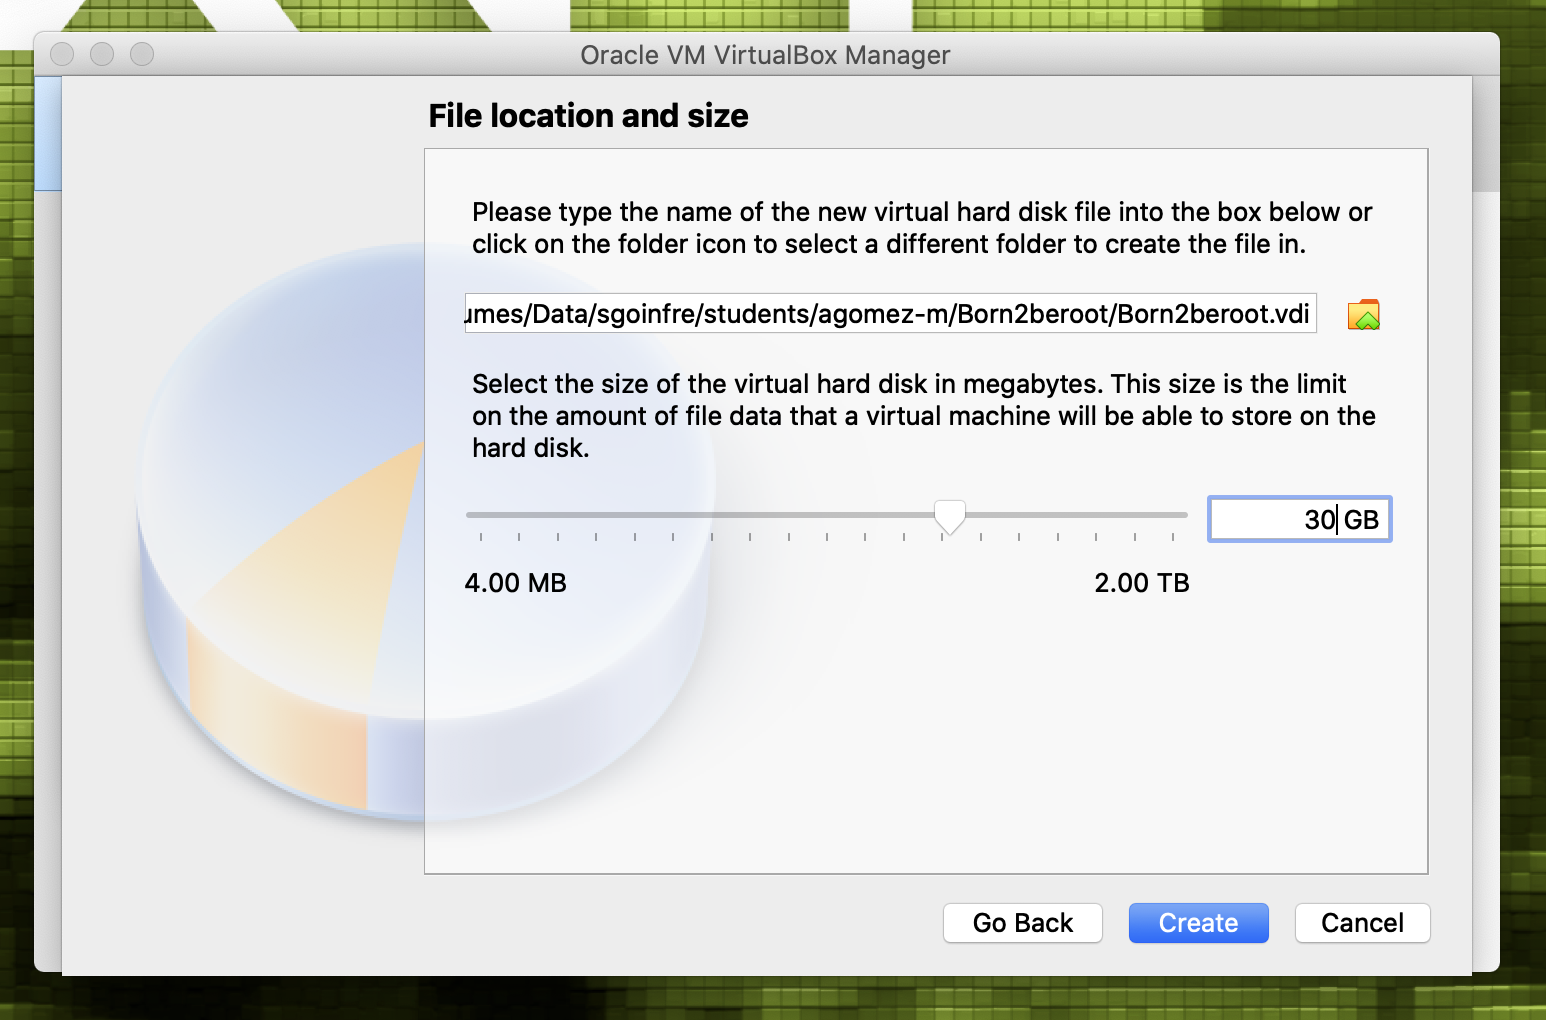 Oracle VM VirtualBox Manager
File location and size
Please type the name of the new virtual hard disk file into the box below or
click on the folder icon to select a different folder to create the file in.
umes/Data/sgoinfre/students/agomez-m/Born2beroot/Born2beroot.vdi
Select the size of the virtual hard disk in megabytes. This size is the limit
on the amount of file data that a virtual machine will be able to store on the
hard disk.
30 GB
4.00 MB 2.00 TB
Go Back Create Cancel